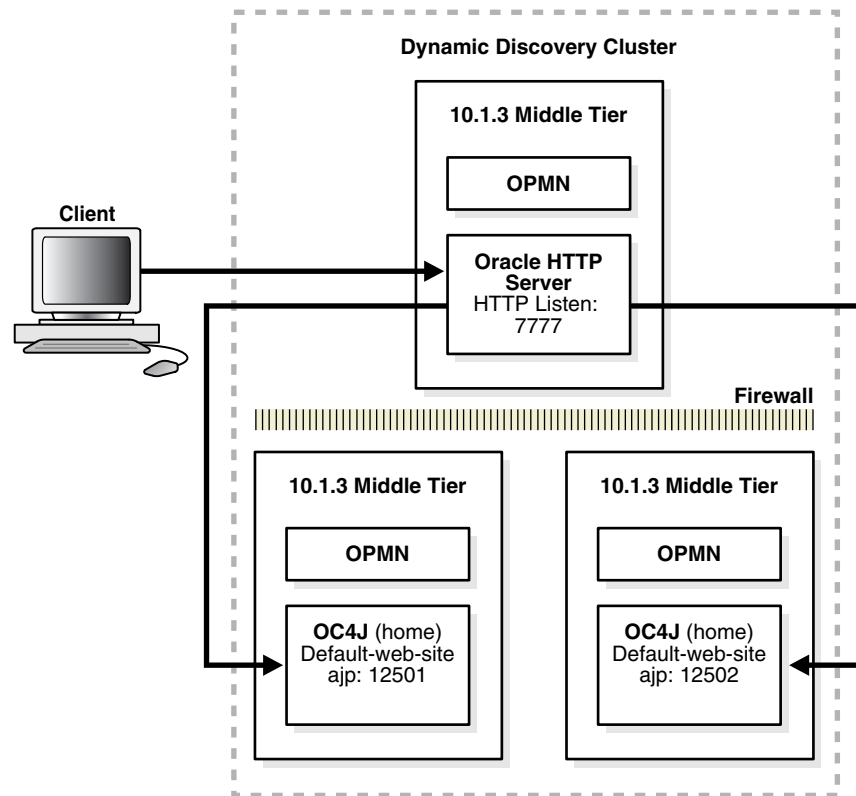 Dynamic Discovery Cluster
10.1.3 Middle Tier
OPMN
Client
Oracle HTTP
Server
HTTP Listen:
7777
Firewall
10.1.3 Middle Tier
OPMN
OC4J (home)
Default-web-site
ajp: 12501
10.1.3 Middle Tier
OPMN
OC4J (home)
Default-web-site
ajp: 12502